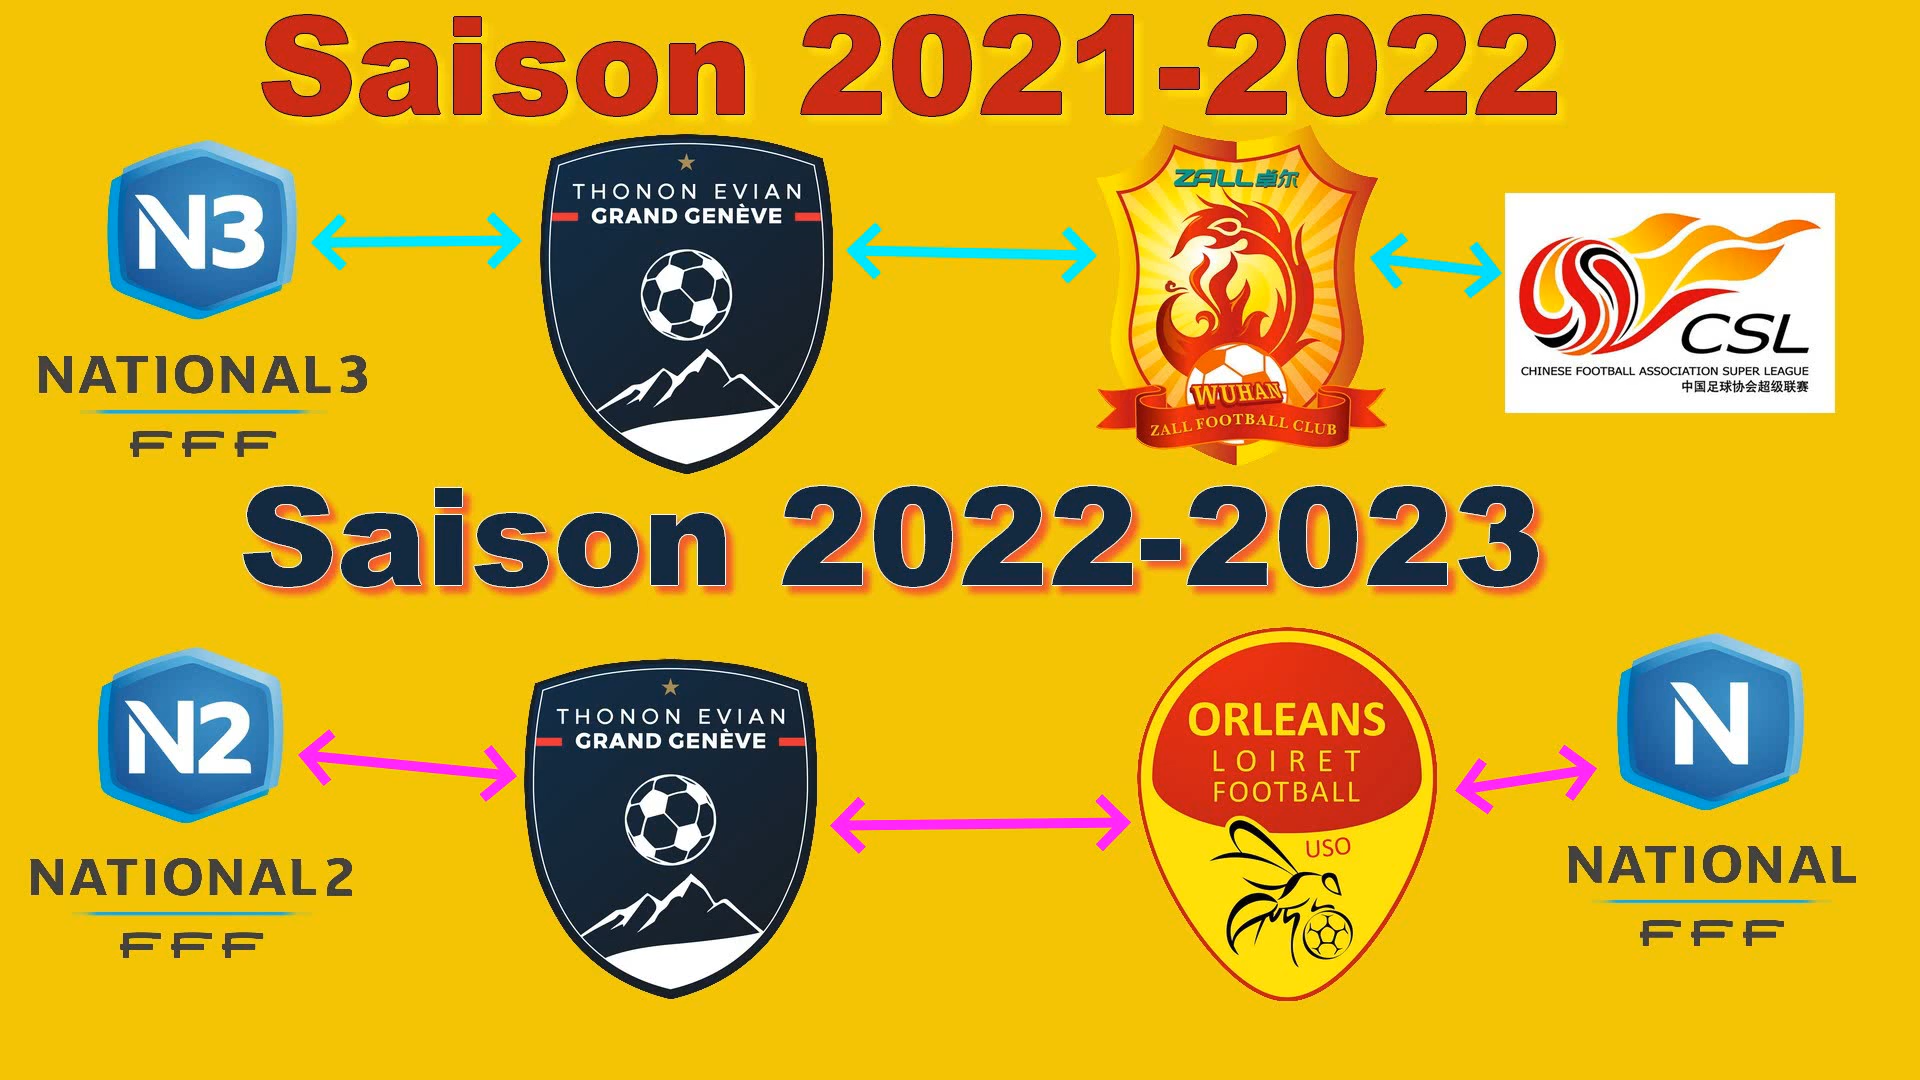 Saison 2021-2022
N3
NATIONAL 3
FFF
THONON EVIAN
GRAND GENÈVE
ZALL卓尔
WUHAN
ZALL FOOTBALL CLUB
CSL
CHINESE FOOTBALL ASSOCIATION SUPER LEAGUE
中国足球协会超级联赛
Saison 2022-2023
N2
NATIONAL 2
FFF
THONON EVIAN
GRAND GENÈVE
ORLEANS
LOIRET
FOOTBALL
USO
N
NATIONAL
FFF